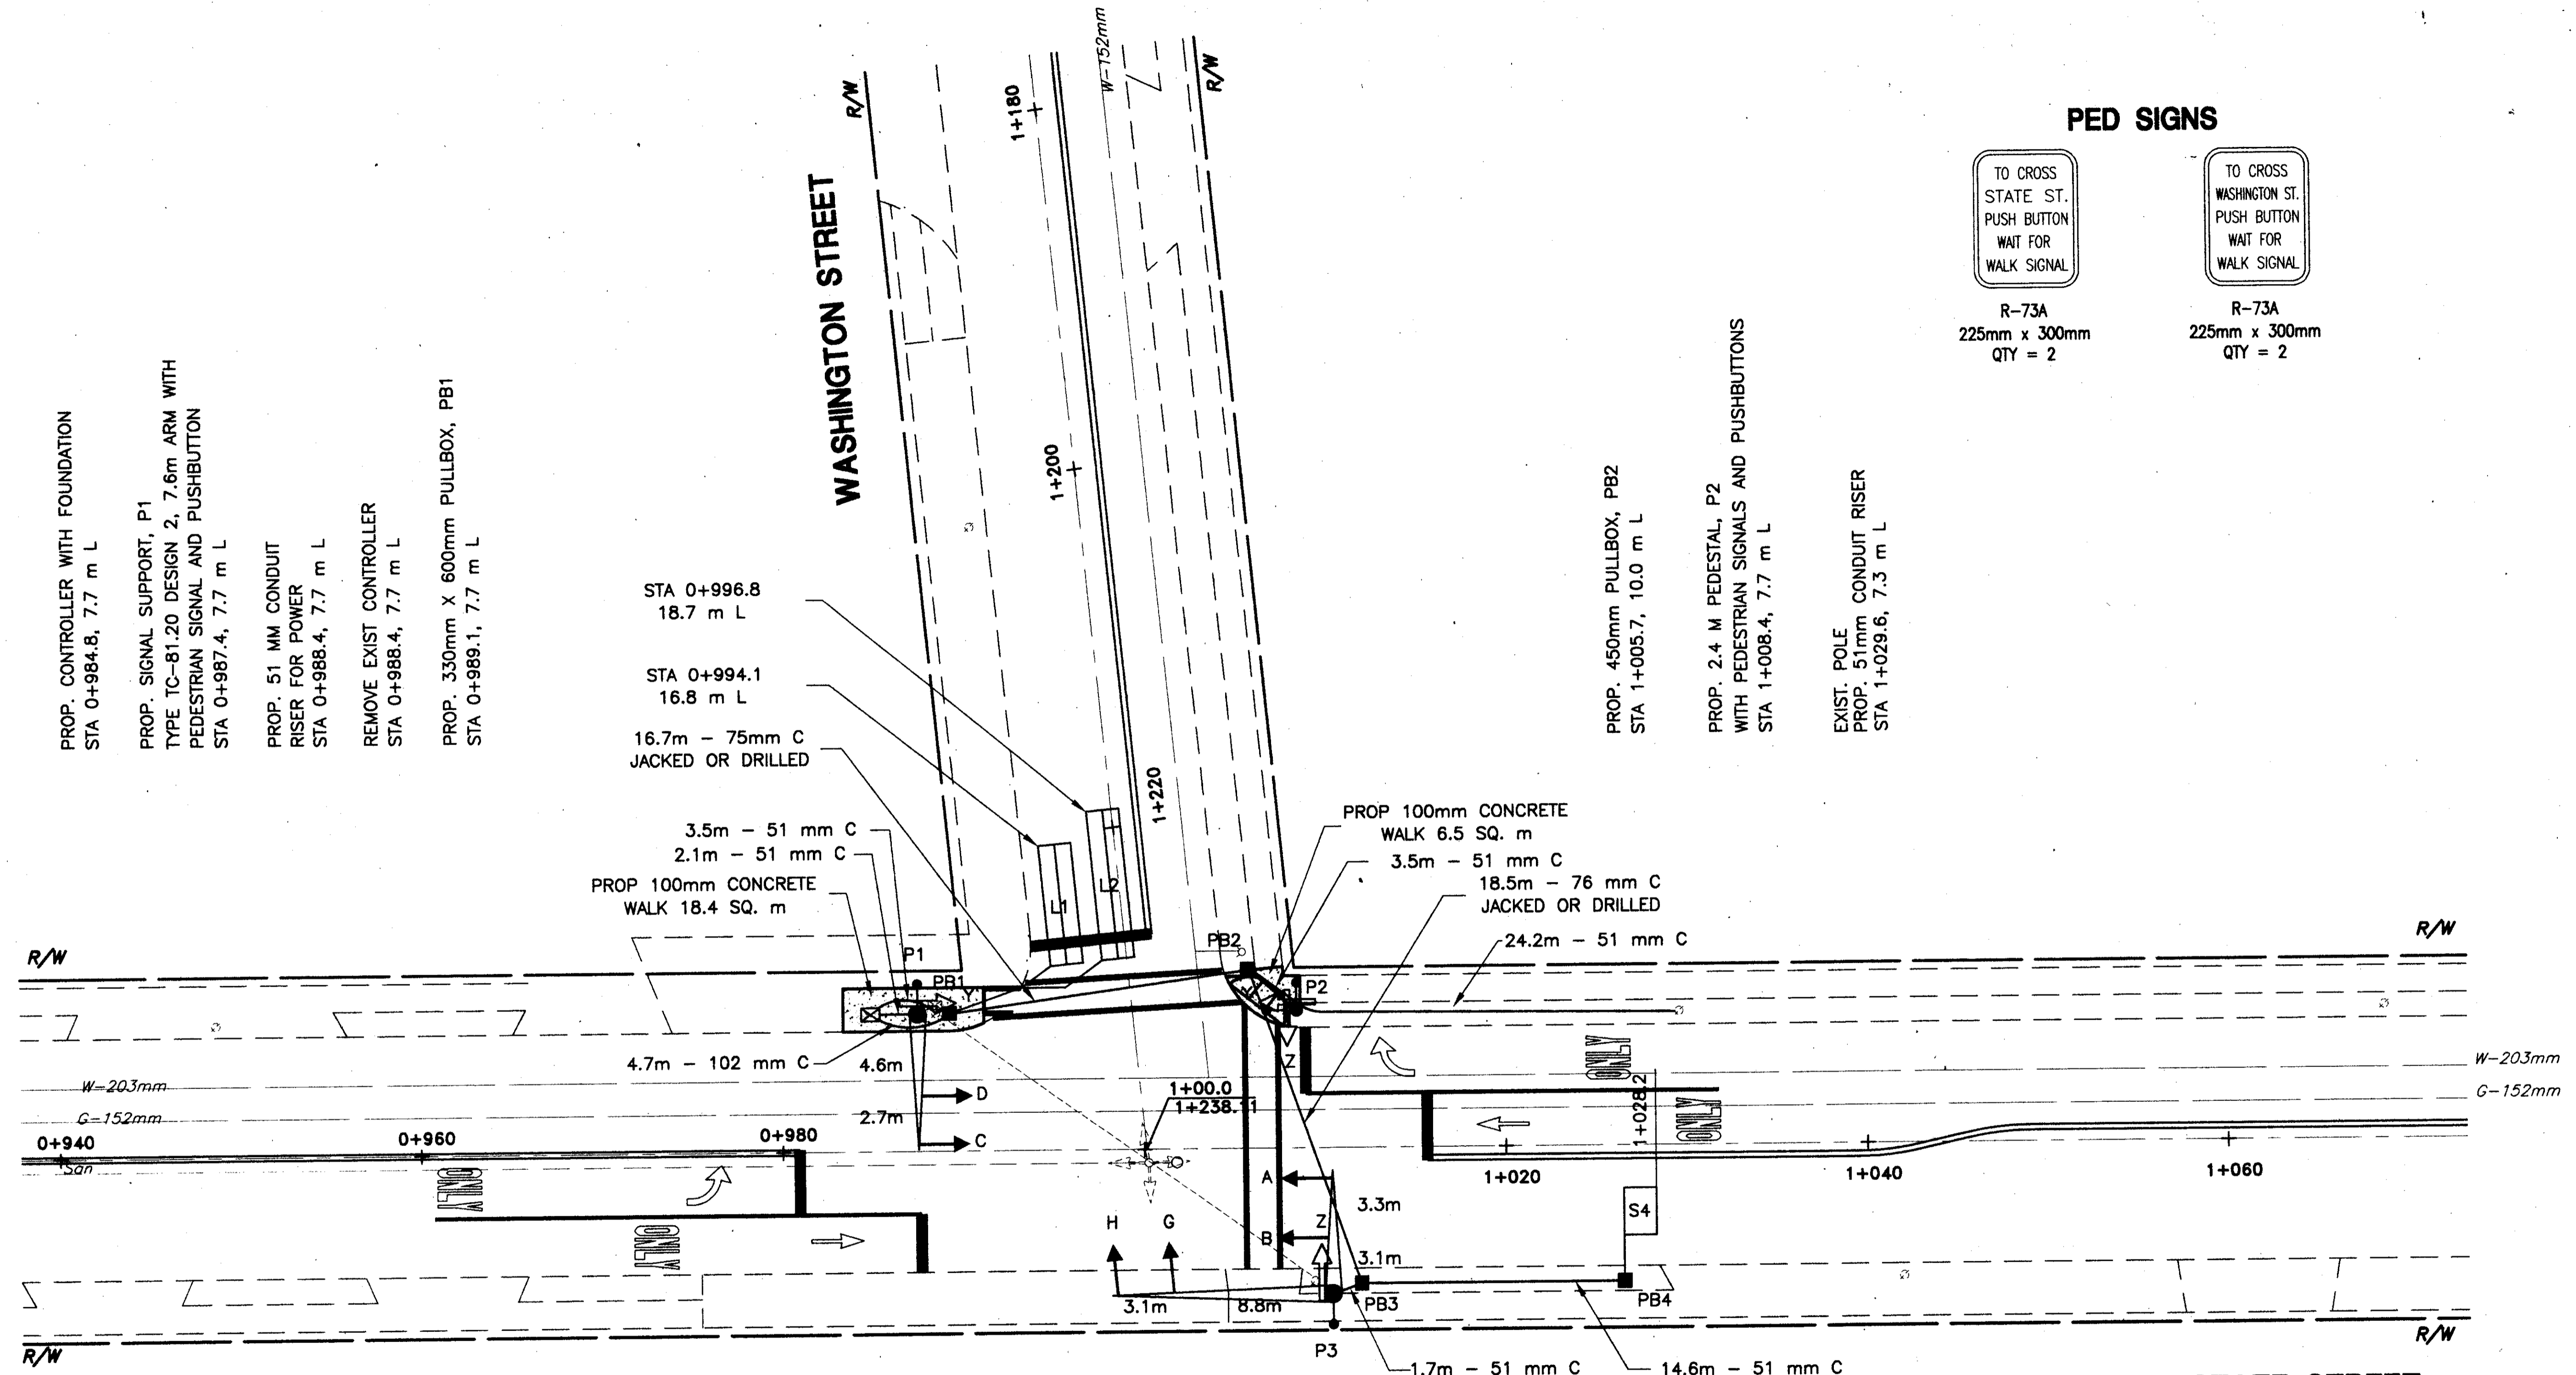 PED SIGNS
TO CROSS
STATE ST.
PUSH BUTTON
WAIT FOR
WALK SIGNAL
R-73A
225mm x 300mm
QTY = 2
TO CROSS
WASHINGTON ST.
PUSH BUTTON
WAIT FOR
WALK SIGNAL
R-73A
225mm x 300mm
QTY = 2
PROP. CONTROLLER WITH FOUNDATION
STA 0+984.8, 7.7 m L
PROP. SIGNAL SUPPORT, P1
TYPE TC-81.20 DESIGN 2, 7.6m ARM WITH
PEDESTRIAN SIGNAL AND PUSHBUTTON
STA 0+987.4, 7.7 m L
PROP. 51 MM CONDUIT
RISER FOR POWER
STA 0+988.4, 7.7 m L
REMOVE EXIST CONTROLLER
STA 0+988.4, 7.7 m L
PROP. 330mm X 600mm PULLBOX, PB1
STA 0+989.1, 7.7 m L
R/W
WASHINGTON STREET
1+180
W-152mm
R/W
1+200
1+220
PROP. 450mm PULLBOX, PB2
STA 1+005.7, 10.0 m L
PROP. 2.4 M PEDESTAL, P2
WITH PEDESTRIAN SIGNALS AND PUSHBUTTONS
STA 1+008.4, 7.7 m L
EXIST. POLE
PROP. 51mm CONDUIT RISER
STA 1+029.6, 7.3 m L
STA 0+996.8
18.7 m L
STA 0+994.1
16.8 m L
16.7m - 75mm C
JACKED OR DRILLED
3.5m - 51 mm C
2.1m - 51 mm C
PROP 100mm CONCRETE
WALK 18.4 SQ. m
L1
L2
PROP 100mm CONCRETE
WALK 6.5 SQ. m
3.5m - 51 mm C
18.5m - 76 mm C
JACKED OR DRILLED
24.2m - 51 mm C
R/W
R/W
P1
PB1
Y
PB2
P2
Z
4.7m - 102 mm C
4.6m
D
2.7m
C
1+00.0
1+238.11
ONLY
ONLY
1+028.2
W-203mm
G-152mm
W-203mm
G-152mm
0+940
0+960
0+980
San
1+020
1+040
1+060
ONLY
ONLY
A
3.3m
B
Z
3.1m
H
G
S4
3.1m
8.8m
PB3
PB4
P3
R/W
R/W
1.7m - 51 mm C
14.6m - 51 mm C